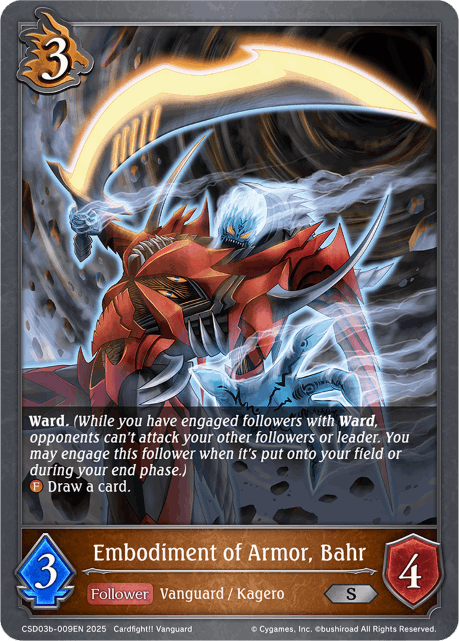 3
Ward. (While you have engaged followers with Ward,
opponents can't attack your other followers or leader. You
may engage this follower when it's put onto your field or
during your end phase.)
F Draw a card.
Embodiment of Armor, Bahr
3
Follower Vanguard / Kagero S
4
CSD03b-009EN 2025 Cardfight!! Vanguard © Cygames, Inc. ©bushiroad All Rights Reserved.